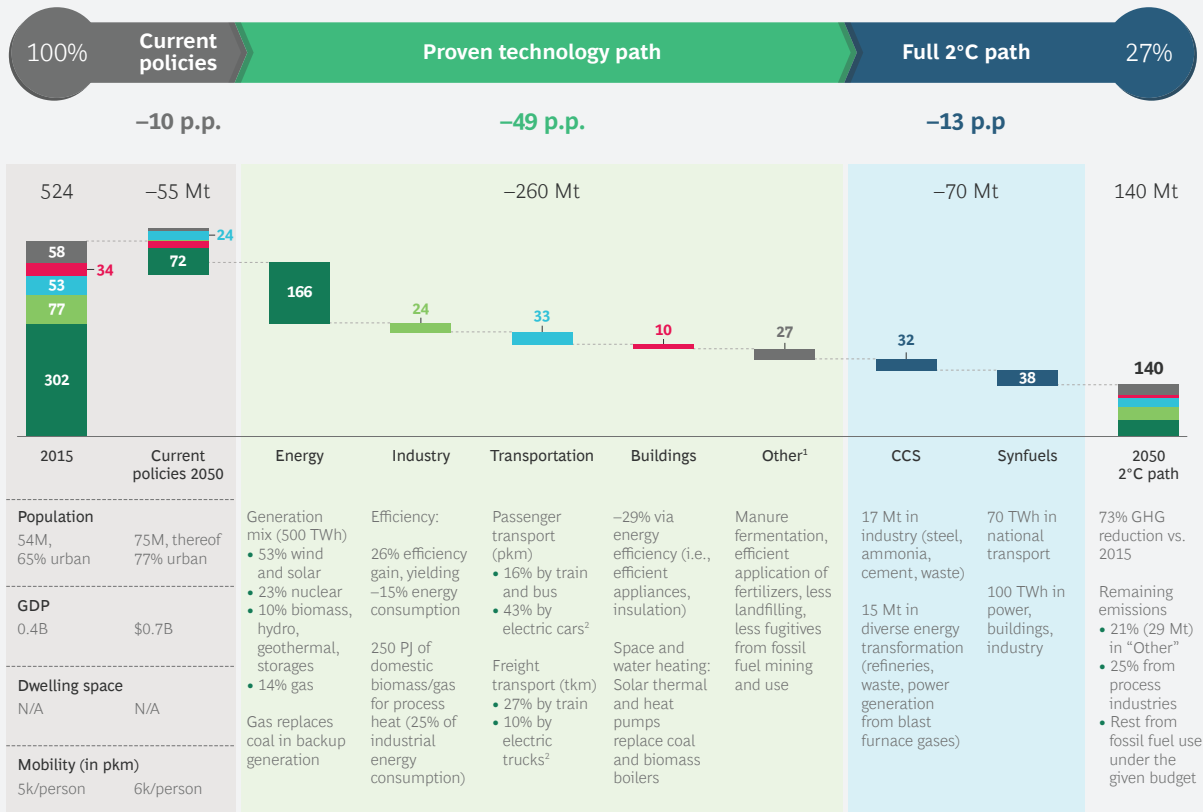 100%
Current
policies
Proven technology path
Full 2°C path
27%
–10 p.p.
–49 p.p.
–13 p.p
524
–55 Mt
–260 Mt
–70 Mt
140 Mt
58
34
53
77
302
24
72
166
24
33
10
27
32
38
140
2015
Current
policies 2050
Energy
Industry
Transportation
Buildings
Other¹
CCS
Synfuels
2050
2°C path
Population
54M,
65% urban
75M, thereof
77% urban
GDP
0.4B
$0.7B
Dwelling space
N/A
N/A
Mobility (in pkm)
5k/person
6k/person
Generation
mix (500 TWh)
• 53% wind
and solar
• 23% nuclear
• 10% biomass,
hydro,
geothermal,
storages
• 14% gas
Gas replaces
coal in backup
generation
Efficiency:
26% efficiency
gain, yielding
–15% energy
consumption
250 PJ of
domestic
biomass/gas
for process
heat (25% of
industrial
energy
consumption)
Passenger
transport
(pkm)
• 16% by train
and bus
• 43% by
electric cars²
Freight
transport (tkm)
• 27% by train
• 10% by
electric
trucks²
–29% via
energy
efficiency (i.e.,
efficient
appliances,
insulation)
Space and
water heating:
Solar thermal
and heat
pumps
replace coal
and biomass
boilers
Manure
fermentation,
efficient
application of
fertilizers, less
landfilling,
less fugitives
from fossil
fuel mining
and use
17 Mt in
industry (steel,
ammonia,
cement, waste)
15 Mt in
diverse energy
transformation
(refineries,
waste, power
generation
from blast
furnace gases)
70 TWh in
national
transport
100 TWh in
power,
buildings,
industry
73% GHG
reduction vs.
2015
Remaining
emissions
• 21% (29 Mt)
in “Other”
• 25% from
process
industries
• Rest from
fossil fuel use
under the
given budget